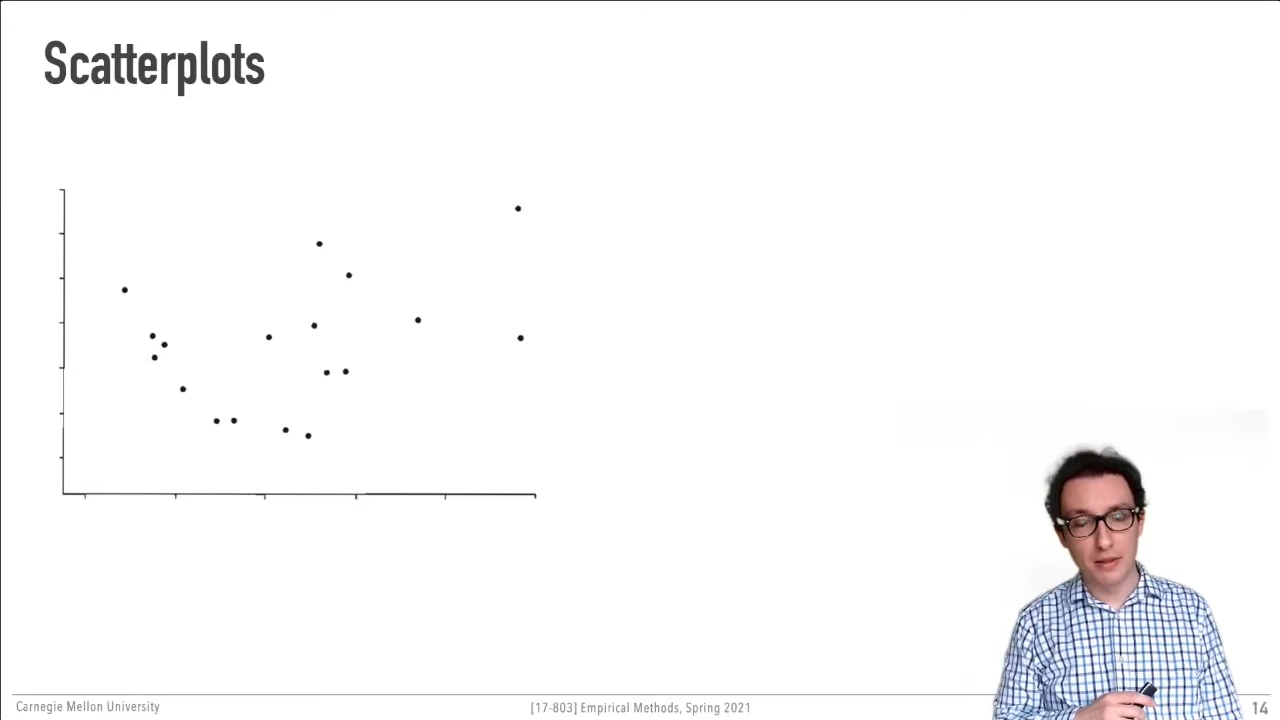 Scatterplots
Carnegie Mellon University
[17-803] Empirical Methods, Spring 2021
14